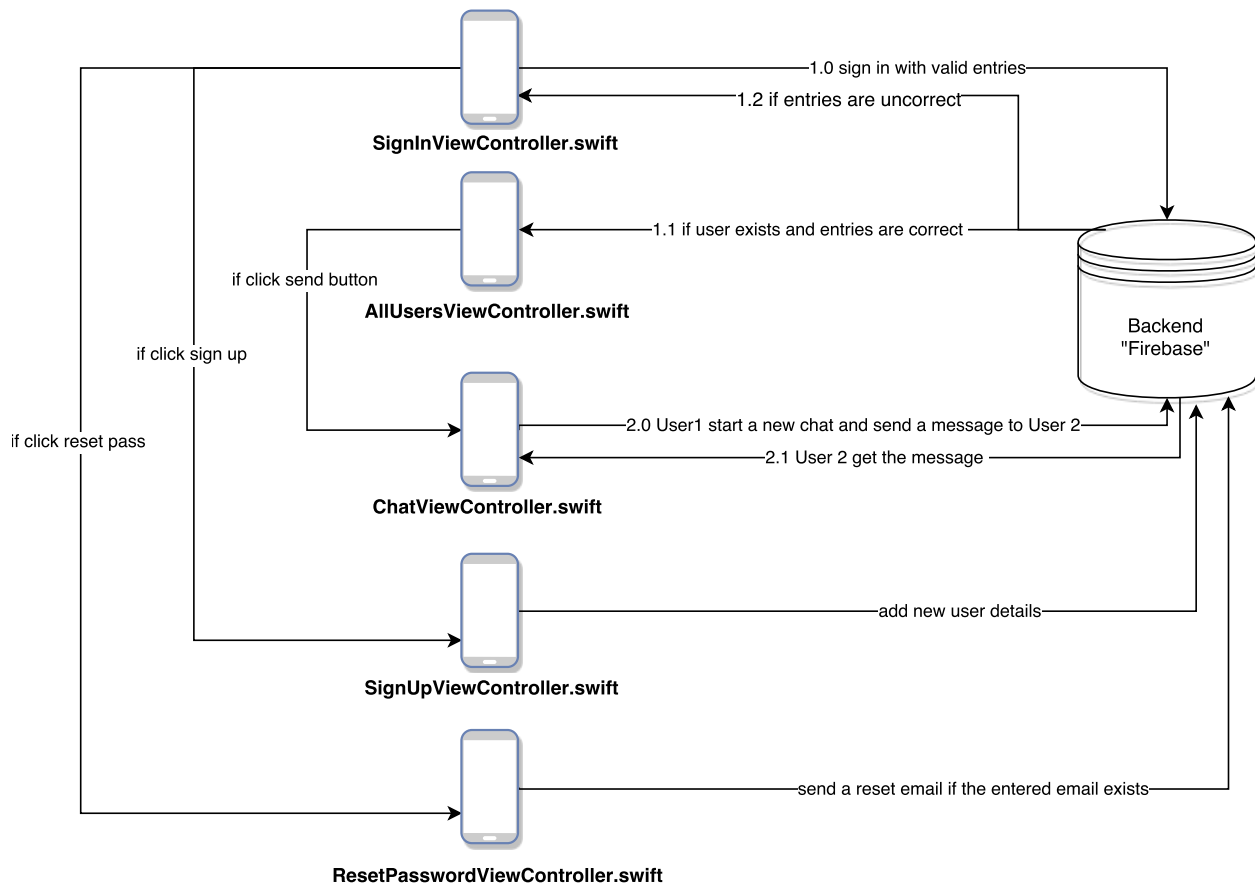 1.0 sign in with valid entries
1.2 if entries are uncorrect
SignInViewController.swift
1.1 if user exists and entries are correct
if click send button
AllUsersViewController.swift
Backend
"Firebase"
if click sign up
2.0 User1 start a new chat and send a message to User 2
if click reset pass
2.1 User 2 get the message
ChatViewController.swift
add new user details
SignUpViewController.swift
send a reset email if the entered email exists
ResetPasswordViewController.swift